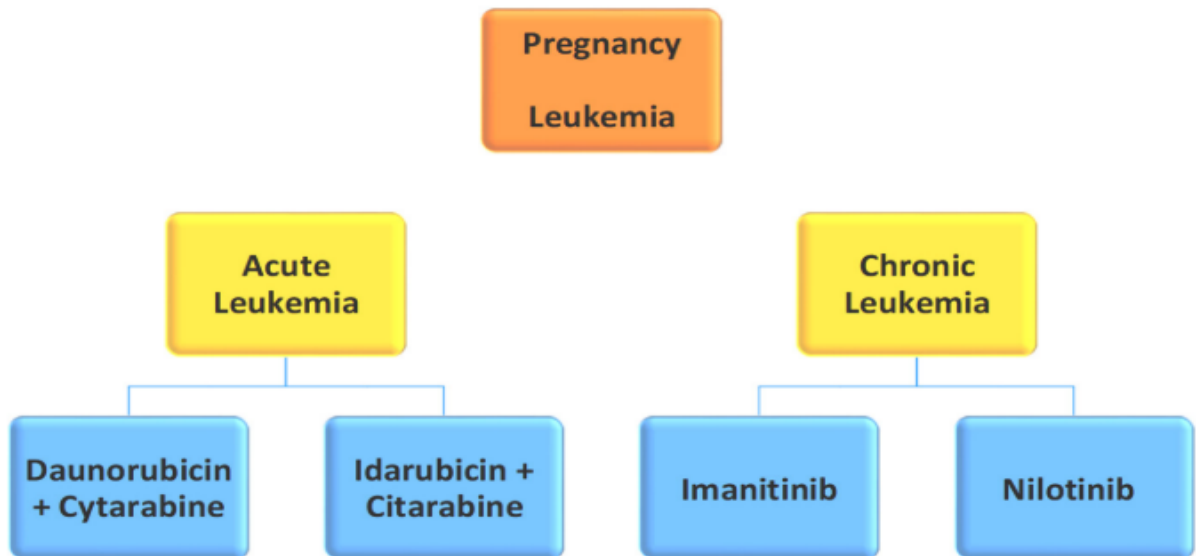 Pregnancy
Leukemia
Acute
Leukemia
Chronic
Leukemia
Daunorubicin
+ Cytarabine
Idarubicin +
Citarabine
Imanitinib
Nilotinib